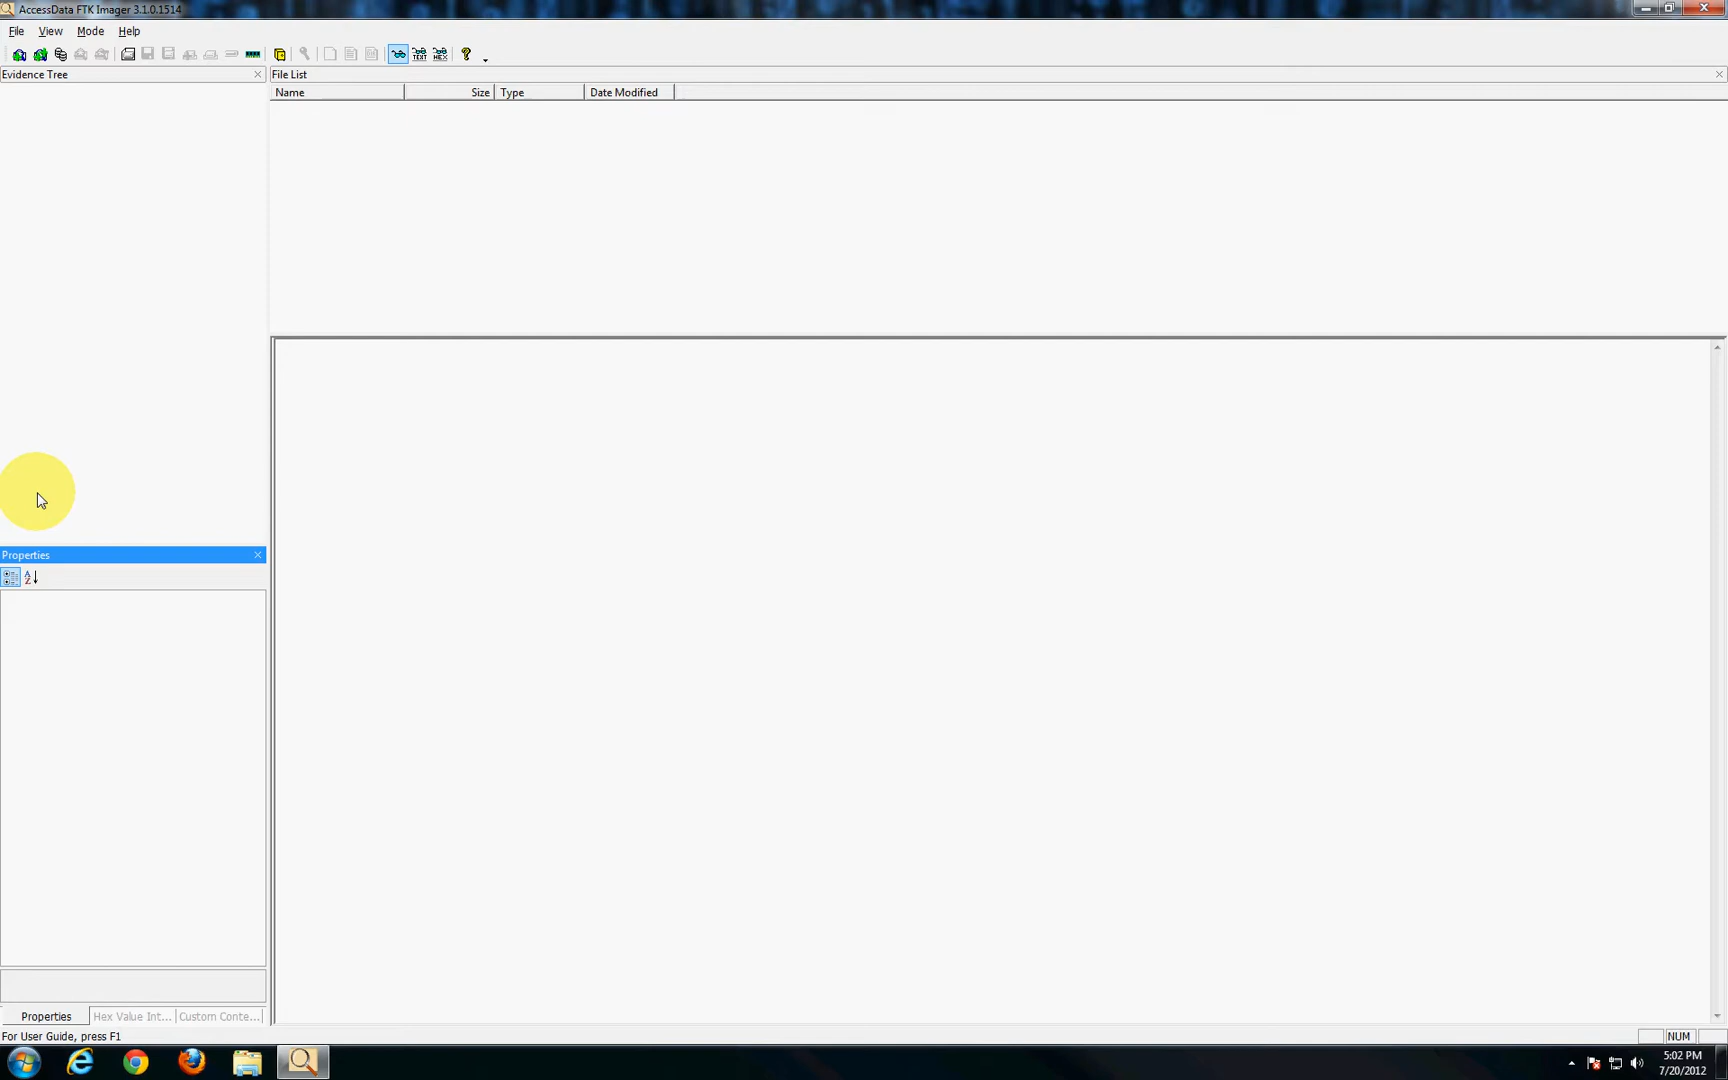 AccessData FTK Imager 3.1.0.1514
File View Mode Help
TEXT HEX
Evidence Tree
File List
Name Size Type Date Modified
Properties
A
Z
Properties Hex Value Int... Custom Conte...
For User Guide, press F1
NUM
5:02 PM
7/20/2012